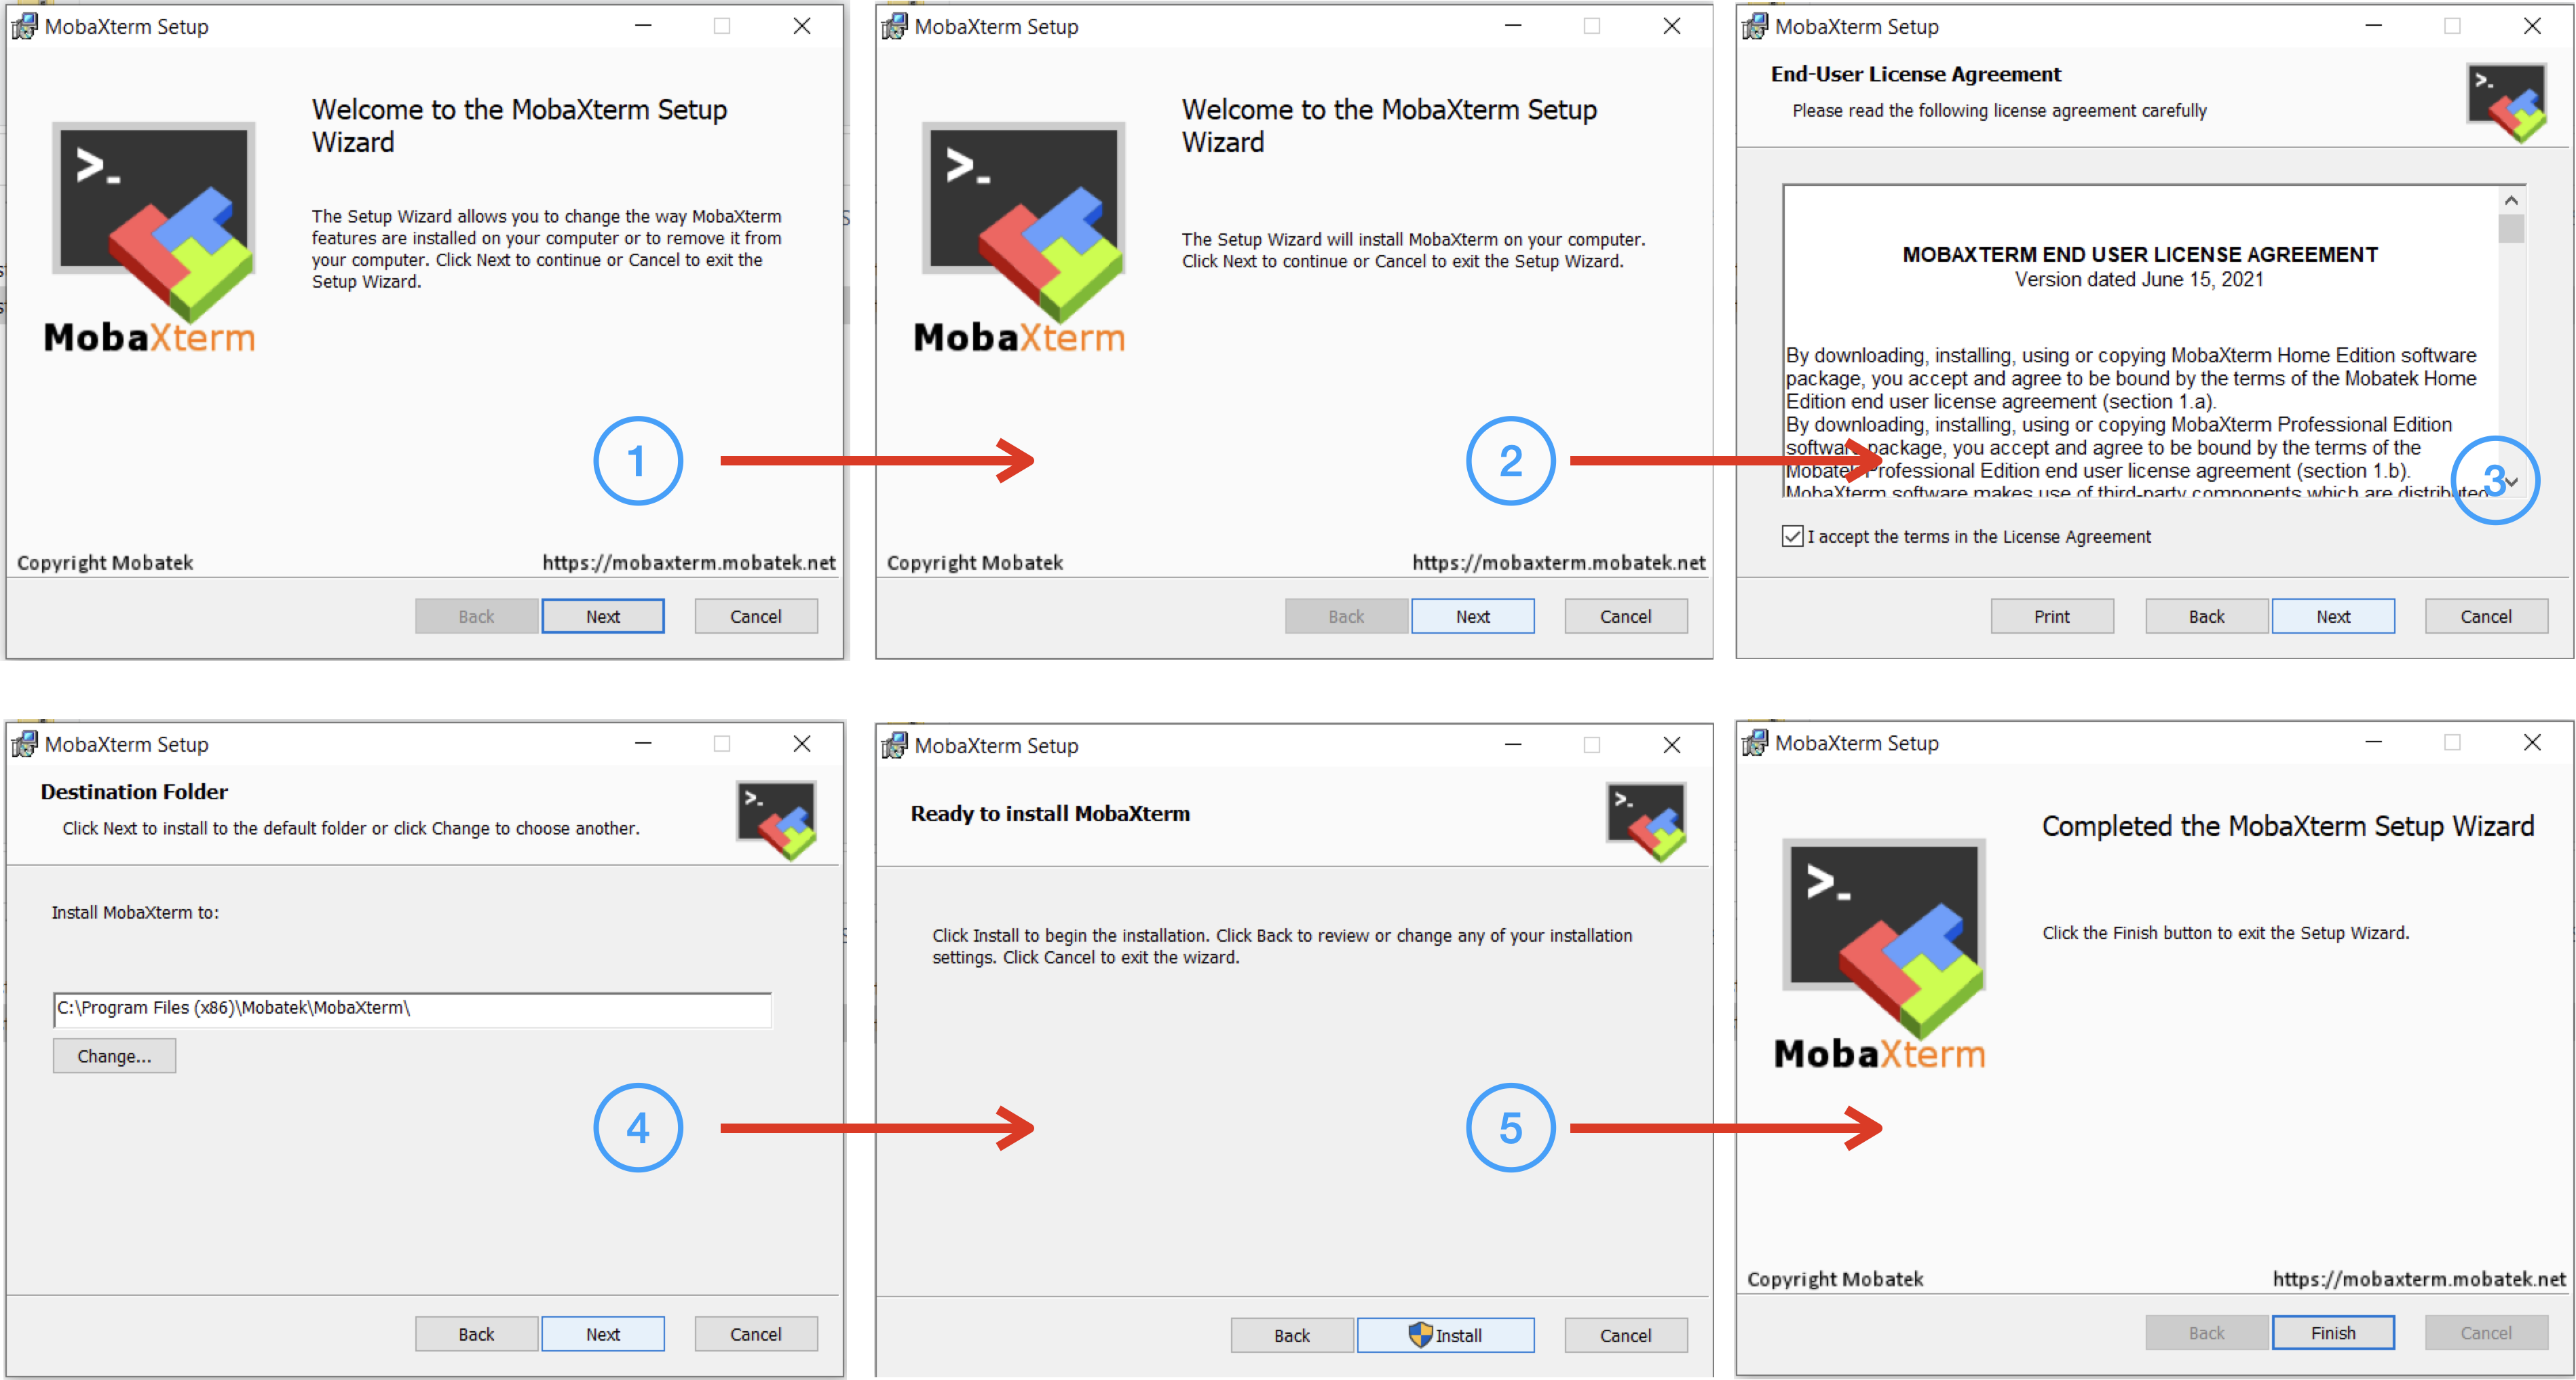 MobaXterm Setup
Welcome to the MobaXterm Setup
Wizard
>_
The Setup Wizard allows you to change the way MobaXterm
features are installed on your computer or to remove it from
your computer. Click Next to continue or Cancel to exit the
Setup Wizard.
MobaXterm
1
Copyright Mobatek
https://mobaxterm.mobatek.net
Back
Next
Cancel
MobaXterm Setup
Welcome to the MobaXterm Setup
Wizard
>_
The Setup Wizard will install MobaXterm on your computer.
Click Next to continue or Cancel to exit the Setup Wizard.
MobaXterm
2
Copyright Mobatek
https://mobaxterm.mobatek.net
Back
Next
Cancel
MobaXterm Setup
End-User License Agreement
Please read the following license agreement carefully
>_
MOBAXTERM END USER LICENSE AGREEMENT
Version dated June 15, 2021
By downloading, installing, using or copying MobaXterm Home Edition software
package, you accept and agree to be bound by the terms of the Mobatek Home
Edition end user license agreement (section 1.a).
By downloading, installing, using or copying MobaXterm Professional Edition
software package, you accept and agree to be bound by the terms of the
Mobatek Professional Edition end user license agreement (section 1.b).
MobaXterm software makes use of third-party components which are distributed
3
I accept the terms in the License Agreement
Print
Back
Next
Cancel
MobaXterm Setup
Destination Folder
Click Next to install to the default folder or click Change to choose another.
>_
Install MobaXterm to:
C:\Program Files (x86)\Mobatek\MobaXterm\
Change...
4
Back
Next
Cancel
MobaXterm Setup
Ready to install MobaXterm
>_
Click Install to begin the installation. Click Back to review or change any of your installation
settings. Click Cancel to exit the wizard.
5
Back
Install
Cancel
MobaXterm Setup
Completed the MobaXterm Setup Wizard
>_
Click the Finish button to exit the Setup Wizard.
MobaXterm
Copyright Mobatek
https://mobaxterm.mobatek.net
Back
Finish
Cancel